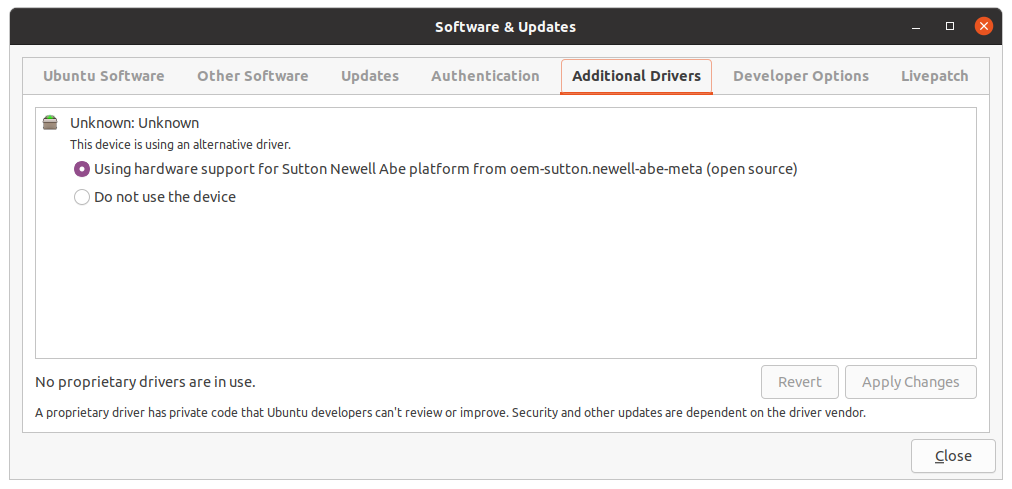 Software & Updates
Ubuntu Software Other Software Updates Authentication Additional Drivers Developer Options Livepatch
Unknown: Unknown
This device is using an alternative driver.
Using hardware support for Sutton Newell Abe platform from oem-sutton.newell-abe-meta (open source)
Do not use the device
No proprietary drivers are in use.
Revert Apply Changes
A proprietary driver has private code that Ubuntu developers can't review or improve. Security and other updates are dependent on the driver vendor.
Close